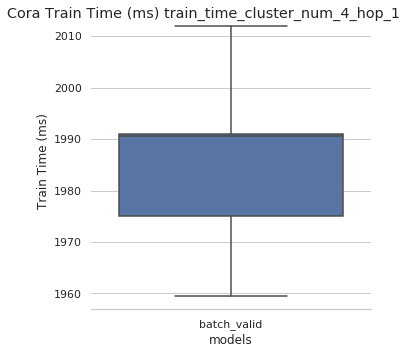 Cora Train Time (ms) train_time_cluster_num_4_hop_1
2010
2000
1990
1980
1970
1960
Train Time (ms)
batch_valid
models